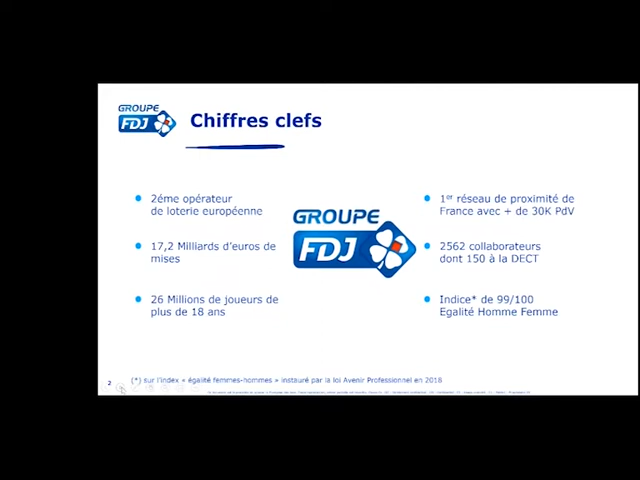 GROUPE
FDJ
Chiffres clefs
2éme opérateur
de loterie européenne
17,2 Milliards d'euros de
mises
26 Millions de joueurs de
plus de 18 ans
GROUPE
FDJ
1er réseau de proximité de
France avec + de 30K PdV
2562 collaborateurs
dont 150 à la DECT
Indice* de 99/100
Egalité Homme Femme
(*) sur l'index « égalité femmes-hommes » instauré par la loi Avenir Professionnel en 2018
2